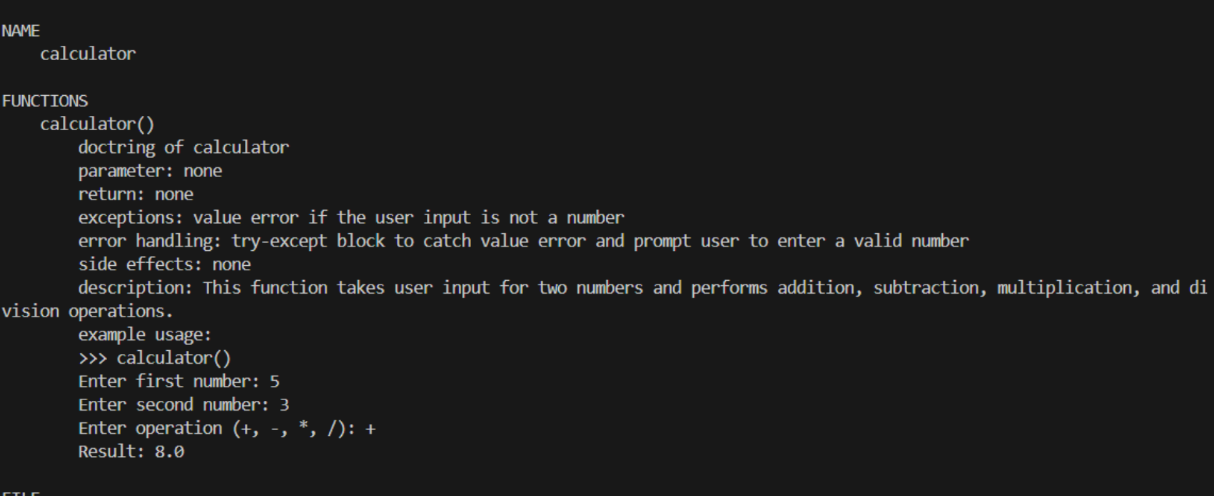 NAME
calculator
FUNCTIONS
calculator()
doctring of calculator
parameter: none
return: none
exceptions: value error if the user input is not a number
error handling: try-except block to catch value error and prompt user to enter a valid number
side effects: none
description: This function takes user input for two numbers and performs addition, subtraction, multiplication, and di
vision operations.
example usage:
>>> calculator()
Enter first number: 5
Enter second number: 3
Enter operation (+, -, *, /): +
Result: 8.0
FILE